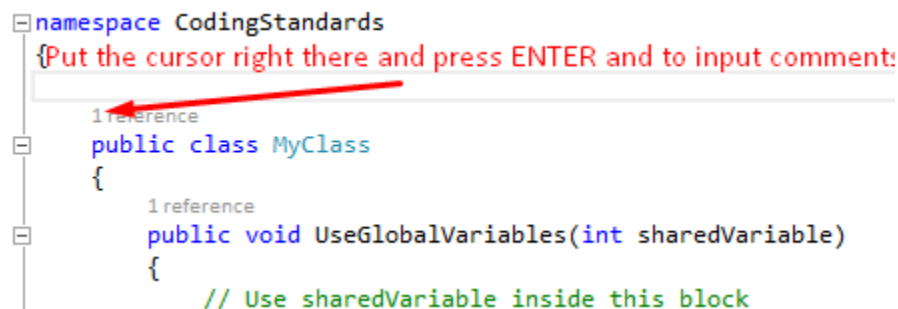 namespace CodingStandards
{Put the cursor right there and press ENTER and to input comments
1 reference
public class MyClass
{
1 reference
public void UseGlobalVariables(int sharedVariable)
{
// Use sharedVariable inside this block